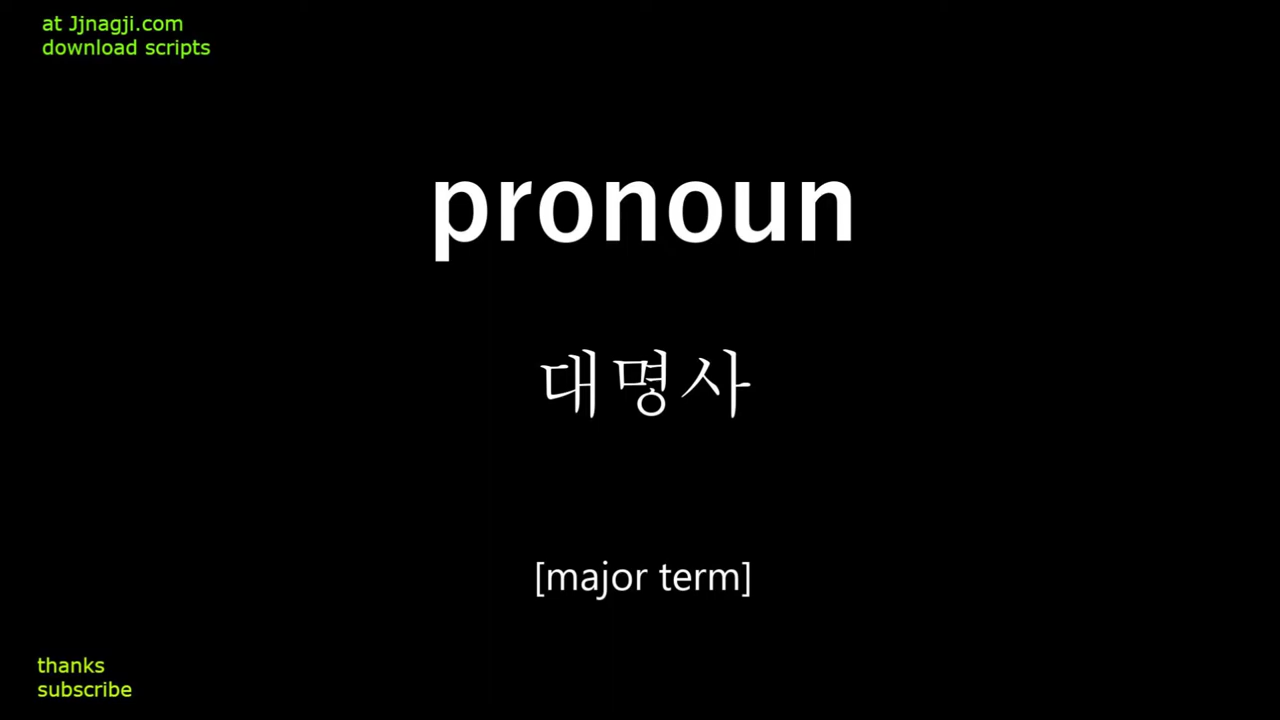 at Jjnagji.com
download scripts
pronoun
대명사
[major term]
thanks
subscribe